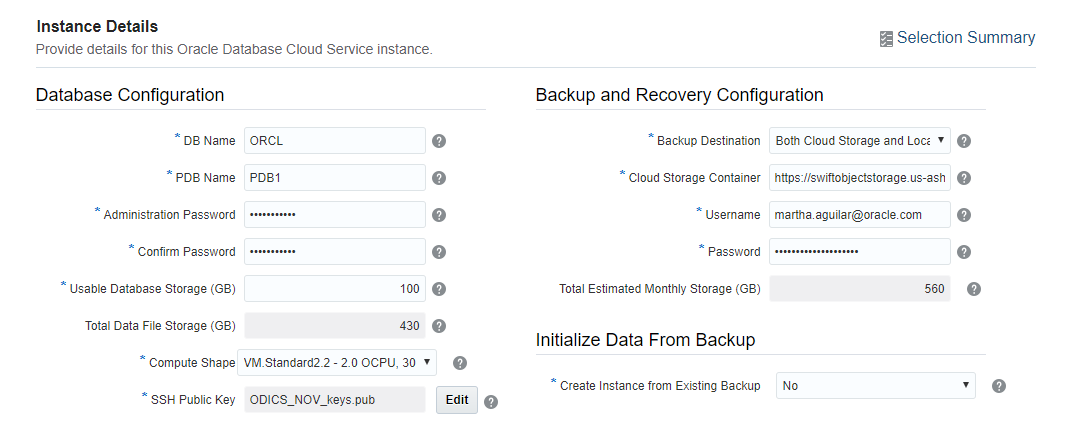 Instance Details
Provide details for this Oracle Database Cloud Service instance.
Selection Summary
Database Configuration
* DB Name ORCL ?
* PDB Name PDB1 ?
* Administration Password ••••••••••• ?
* Confirm Password ••••••••••• ?
* Usable Database Storage (GB) 100 ?
Total Data File Storage (GB) 430 ?
* Compute Shape VM.Standard2.2 - 2.0 OCPU, 30 ▼ ?
* SSH Public Key ODICS_NOV_keys.pub Edit ?
Backup and Recovery Configuration
* Backup Destination Both Cloud Storage and Loca ▼ ?
* Cloud Storage Container https://swiftobjectstorage.us-ash ?
* Username martha.aguilar@oracle.com ?
* Password •••••••••••••••••••• ?
Total Estimated Monthly Storage (GB) 560 ?
Initialize Data From Backup
* Create Instance from Existing Backup No ▼ ?